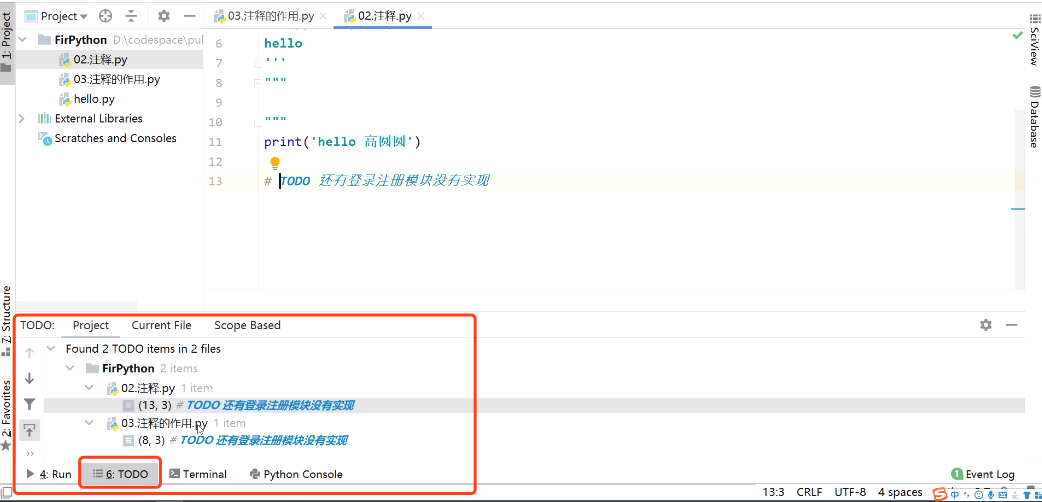 Project
03.注释的作用.py
02.注释.py
1: Project
FirPython D:\codespace\pul
02.注释.py
03.注释的作用.py
hello.py
External Libraries
Scratches and Consoles
6 hello
7 '''
8 """
9
10 """
11 print('hello 高圆圆')
12
13 # TODO 还有登录注册模块没有实现
SciView
Database
Z: Structure
2: Favorites
TODO: Project Current File Scope Based
Found 2 TODO items in 2 files
FirPython 2 items
02.注释.py 1 item
(13, 3) # TODO 还有登录注册模块没有实现
03.注释的作用.py 1 item
(8, 3) # TODO 还有登录注册模块没有实现
4: Run 6: TODO Terminal Python Console 1 Event Log
13:3 CRLF UTF-8 4 spaces
中